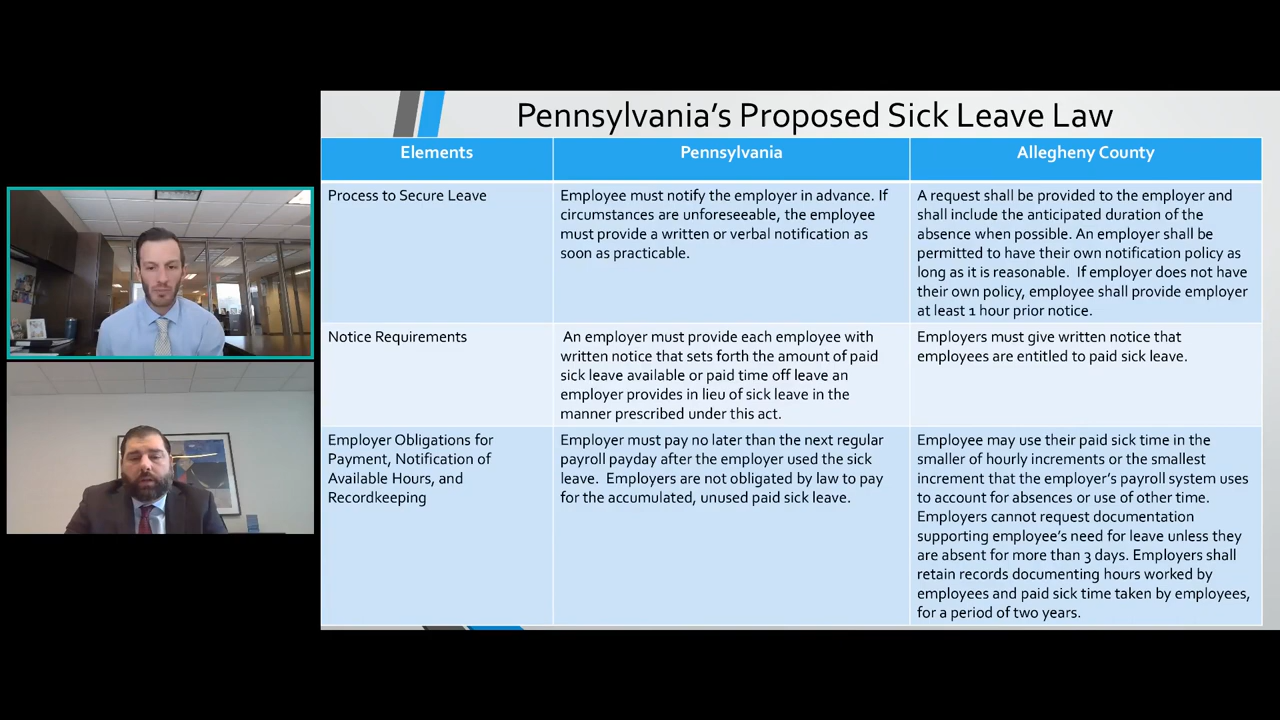 Pennsylvania's Proposed Sick Leave Law
Elements
Pennsylvania
Allegheny County
Process to Secure Leave
Employee must notify the employer in advance. If
circumstances are unforeseeable, the employee
must provide a written or verbal notification as
soon as practicable.
A request shall be provided to the employer and
shall include the anticipated duration of the
absence when possible. An employer shall be
permitted to have their own notification policy as
long as it is reasonable. If employer does not have
their own policy, employee shall provide employer
at least 1 hour prior notice.
Notice Requirements
An employer must provide each employee with
written notice that sets forth the amount of paid
sick leave available or paid time off leave an
employer provides in lieu of sick leave in the
manner prescribed under this act.
Employers must give written notice that
employees are entitled to paid sick leave.
Employer Obligations for
Payment, Notification of
Available Hours, and
Recordkeeping
Employer must pay no later than the next regular
payroll payday after the employer used the sick
leave. Employers are not obligated by law to pay
for the accumulated, unused paid sick leave.
Employee may use their paid sick time in the
smaller of hourly increments or the smallest
increment that the employer's payroll system uses
to account for absences or use of other time.
Employers cannot request documentation
supporting employee's need for leave unless they
are absent for more than 3 days. Employers shall
retain records documenting hours worked by
employees and paid sick time taken by employees,
for a period of two years.